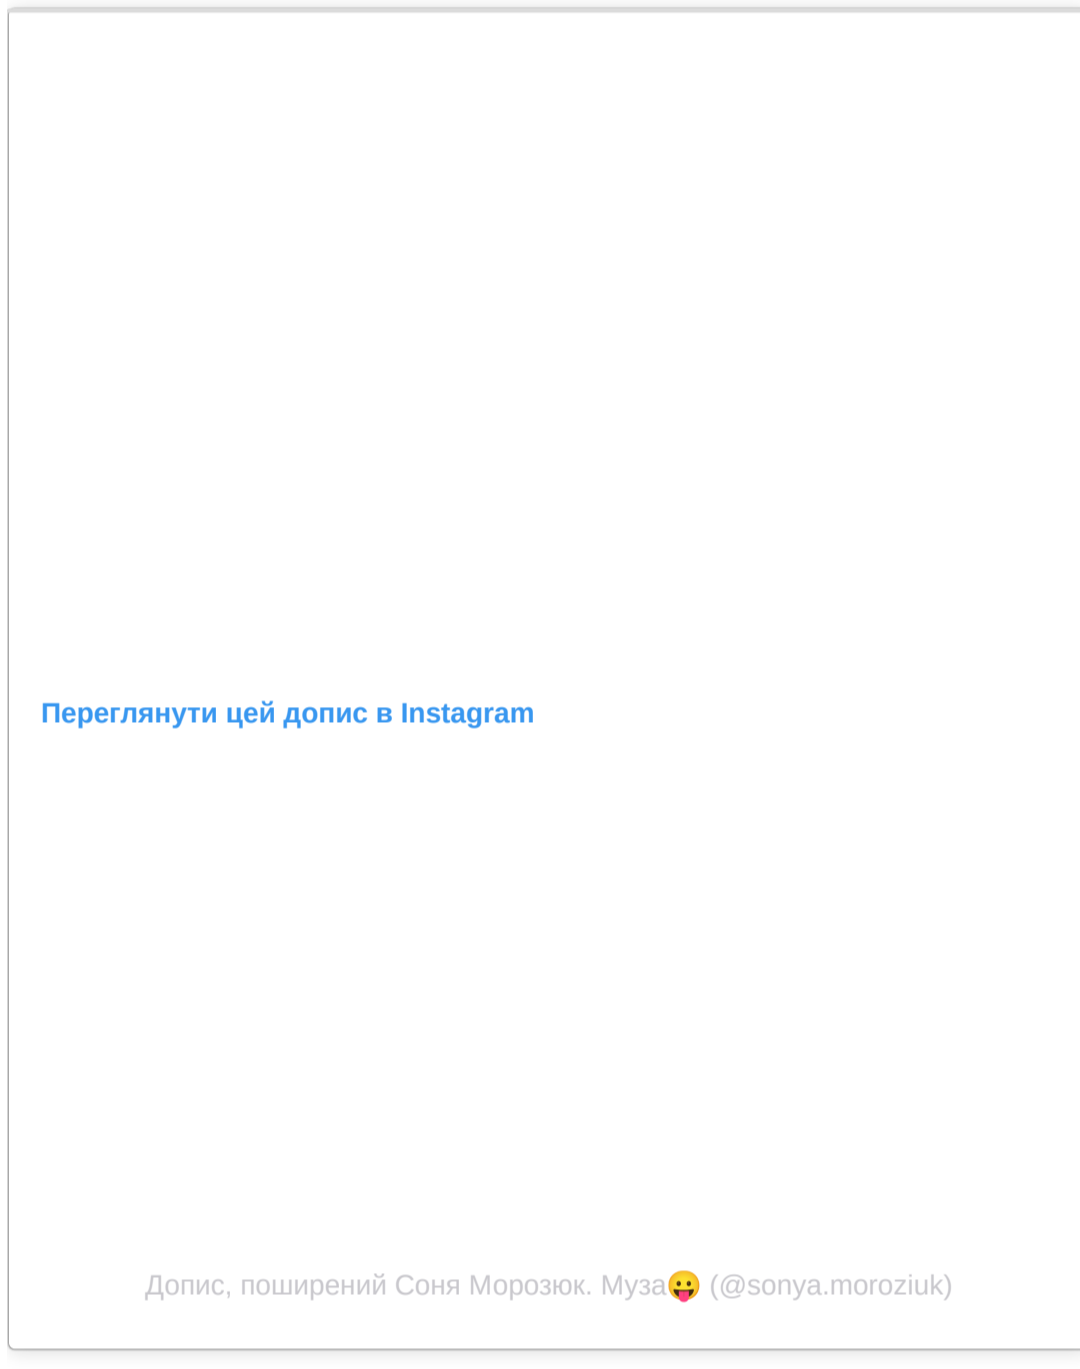 Переглянути цей допис в Instagram
Допис, поширений Соня Морозюк. Муза😛 (@sonya.moroziuk)